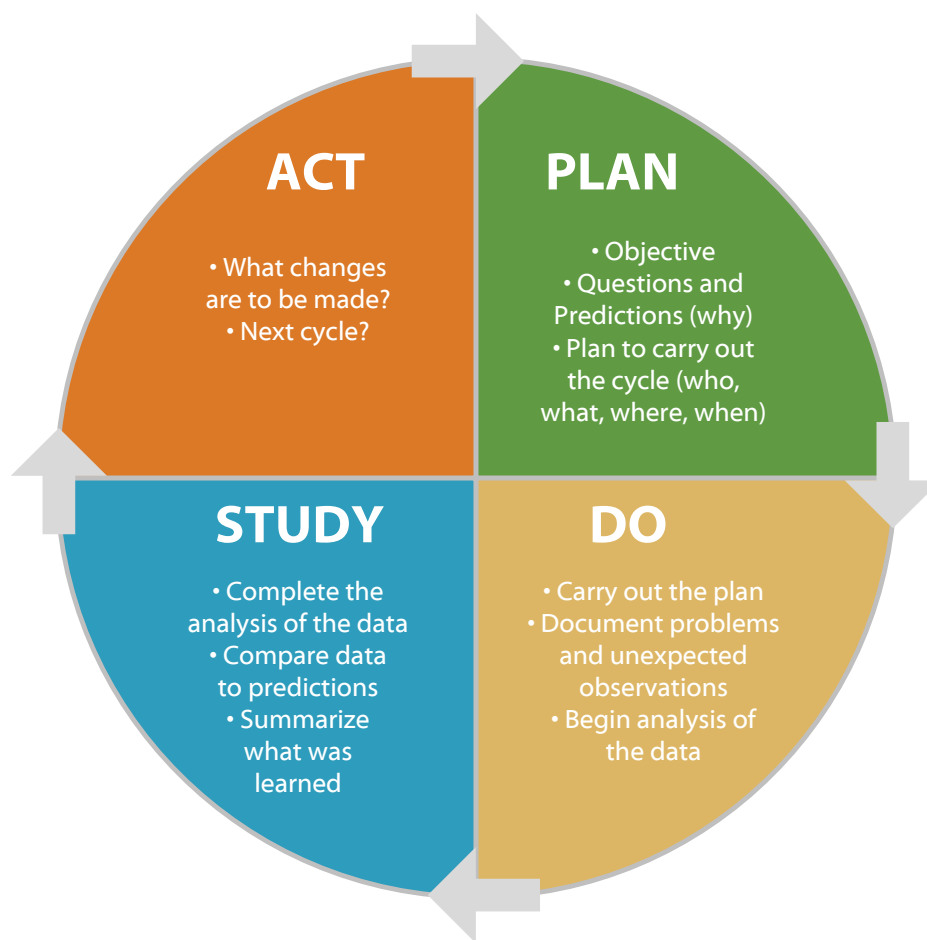 ACT
• What changes
are to be made?
• Next cycle?
PLAN
• Objective
• Questions and
Predictions (why)
• Plan to carry out
the cycle (who,
what, where, when)
STUDY
• Complete the
analysis of the data
• Compare data
to predictions
• Summarize
what was
learned
DO
• Carry out the plan
• Document problems
and unexpected
observations
• Begin analysis of
the data